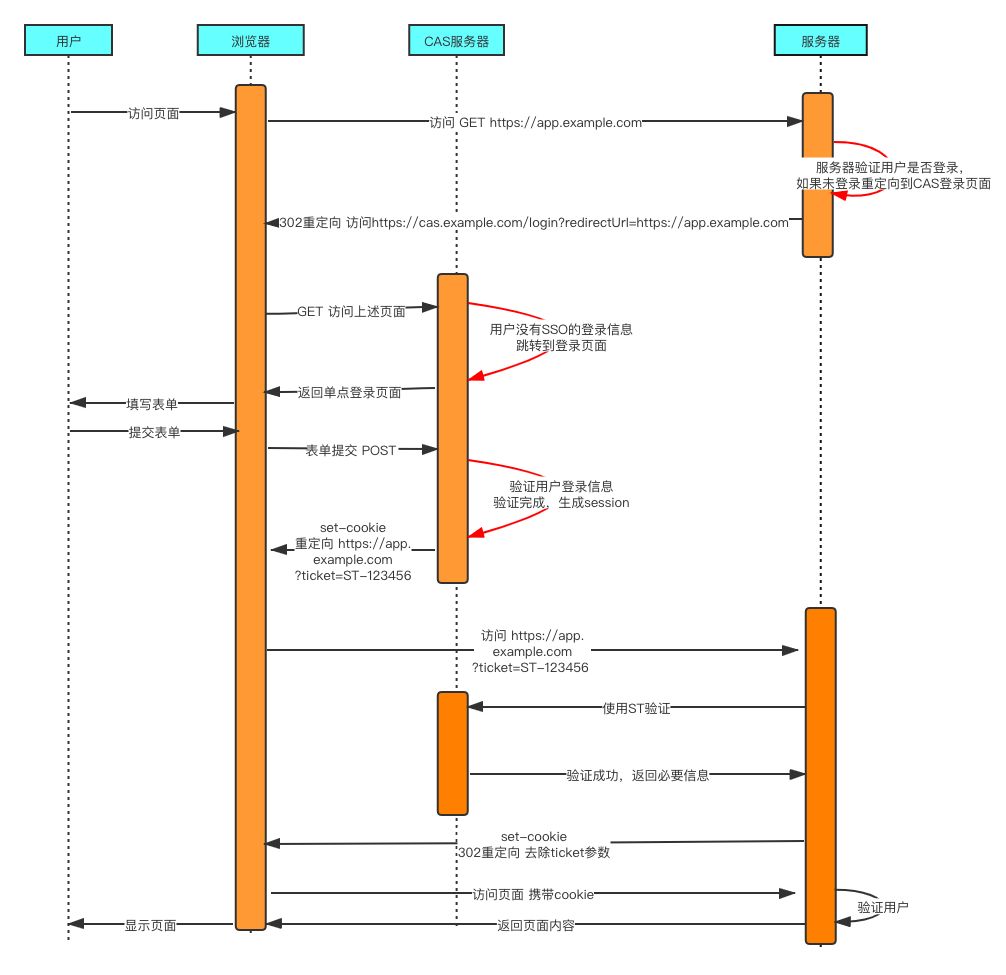 用户
浏览器
CAS服务器
服务器
访问页面
访问 GET https://app.example.com
服务器验证用户是否登录,
如果未登录重定向到CAS登录页面
302重定向 访问https://cas.example.com/login?redirectUrl=https://app.example.com
GET 访问上述页面
用户没有SSO的登录信息
跳转到登录页面
返回单点登录页面
填写表单
提交表单
表单提交 POST
验证用户登录信息
验证完成，生成session
set-cookie
重定向 https://app.
example.com
?ticket=ST-123456
访问 https://app.
example.com
?ticket=ST-123456
使用ST验证
验证成功，返回必要信息
set-cookie
302重定向 去除ticket参数
访问页面 携带cookie
验证用户
显示页面
返回页面内容